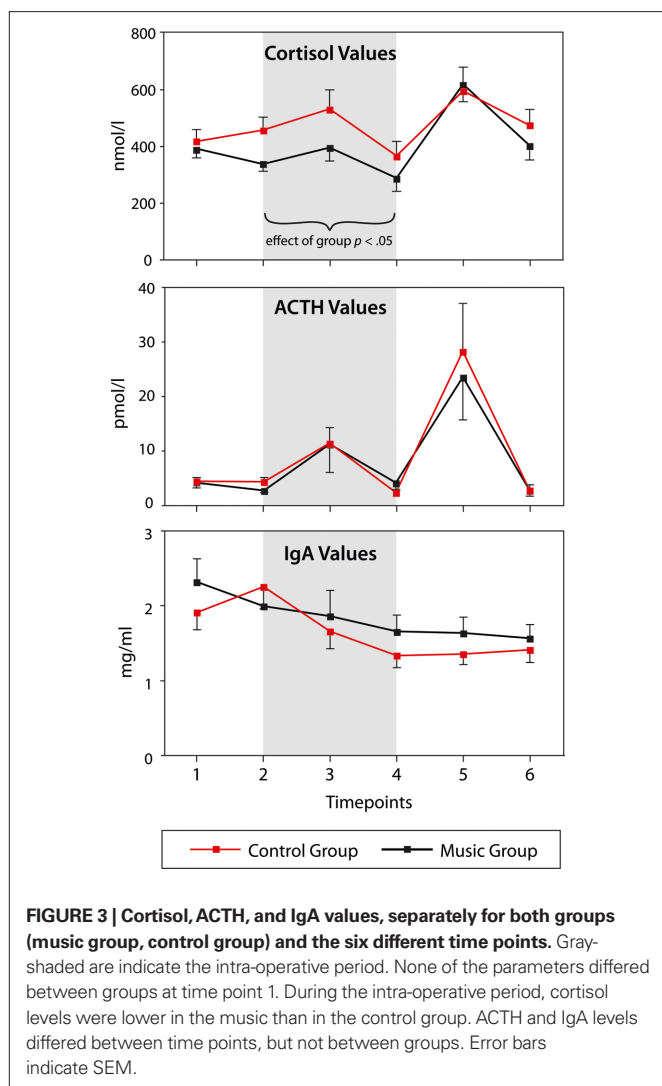 Cortisol Values
800
600
400
200
0
nmol/l
effect of group p < .05
ACTH Values
40
30
20
10
0
pmol/l
IgA Values
3
2
1
0
mg/ml
1 2 3 4 5 6
Timepoints
Control Group Music Group
FIGURE 3 | Cortisol, ACTH, and IgA values, separately for both groups
(music group, control group) and the six different time points. Gray-
shaded are indicate the intra-operative period. None of the parameters differed
between groups at time point 1. During the intra-operative period, cortisol
levels were lower in the music than in the control group. ACTH and IgA levels
differed between time points, but not between groups. Error bars
indicate SEM.